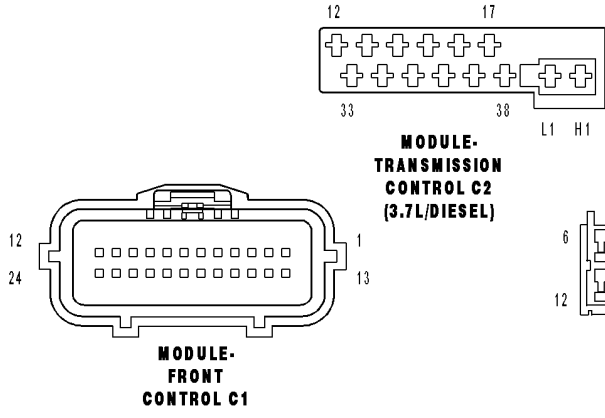 12 17
33 38
L1 H1
MODULE-
TRANSMISSION
CONTROL C2
(3.7L/DIESEL)
12 1
24 13
6
12
MODULE-
FRONT
CONTROL C1